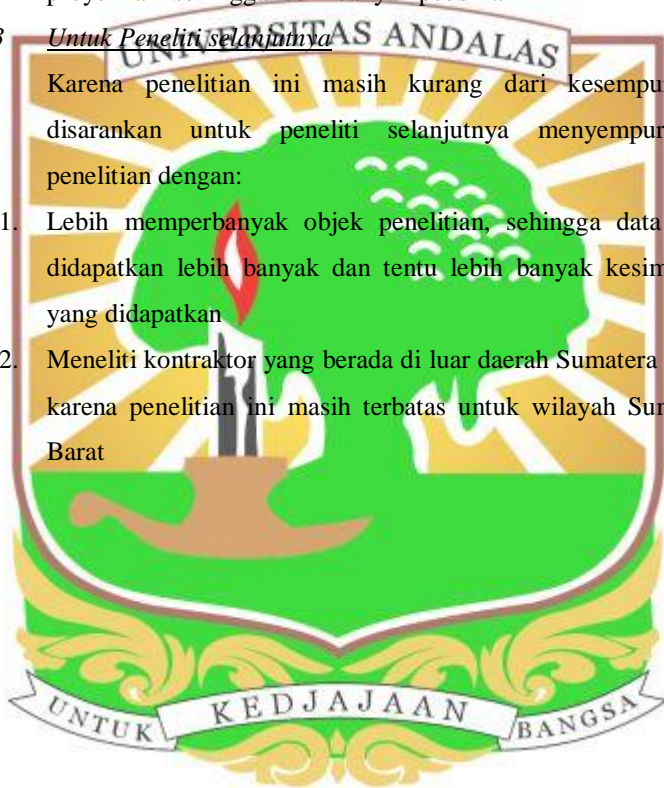 sehingga
3 Untuk Peneliti selanjutnya
UNIVERSITAS ANDALAS
Karena penelitian ini masih kurang dari kesempur
disarankan untuk peneliti selanjutnya menyempur
penelitian dengan:
1. Lebih memperbanyak objek penelitian, sehingga data
didapatkan lebih banyak dan tentu lebih banyak kesim
yang didapatkan
2. Meneliti kontraktor yang berada di luar daerah Sumatera
karena penelitian ini masih terbatas untuk wilayah Sum
Barat
UNTUK KEDJAJAAN BANGSA